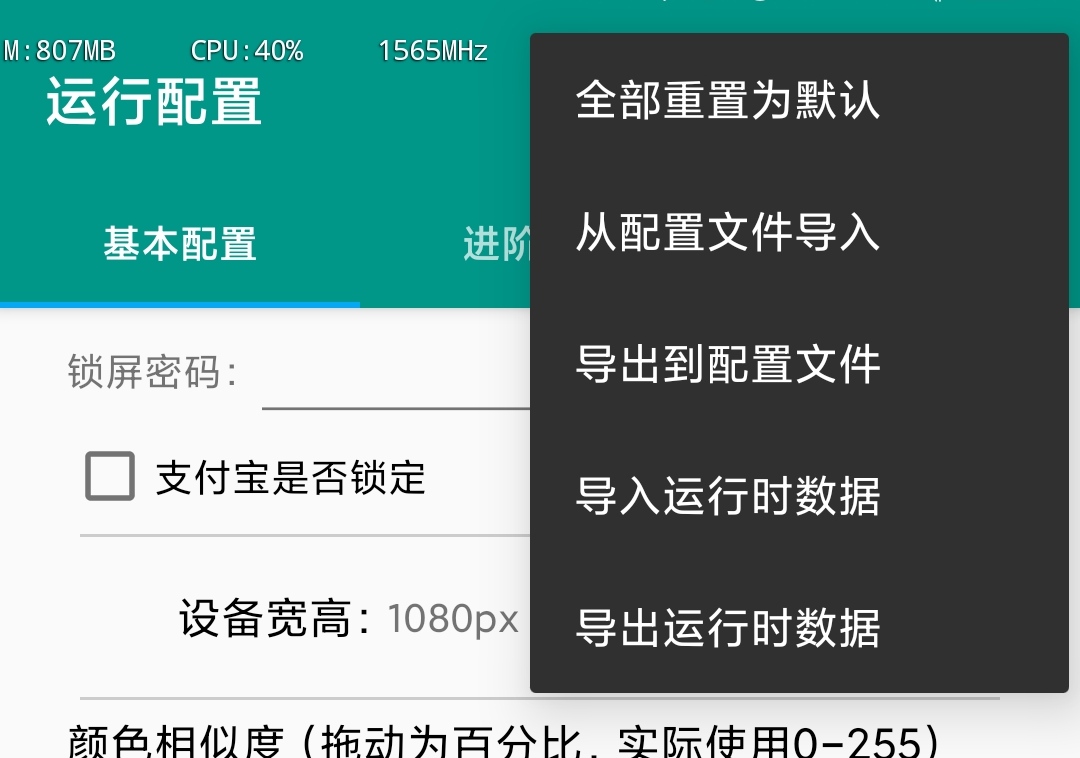 M:807MB CPU:40% 1565MHz
运行配置
全部重置为默认
从配置文件导入
导出到配置文件
导入运行时数据
导出运行时数据
基本配置 进阶
锁屏密码:
支付宝是否锁定
设备宽高: 1080px
颜色相似度（拖动为百分比，实际使用0-255）